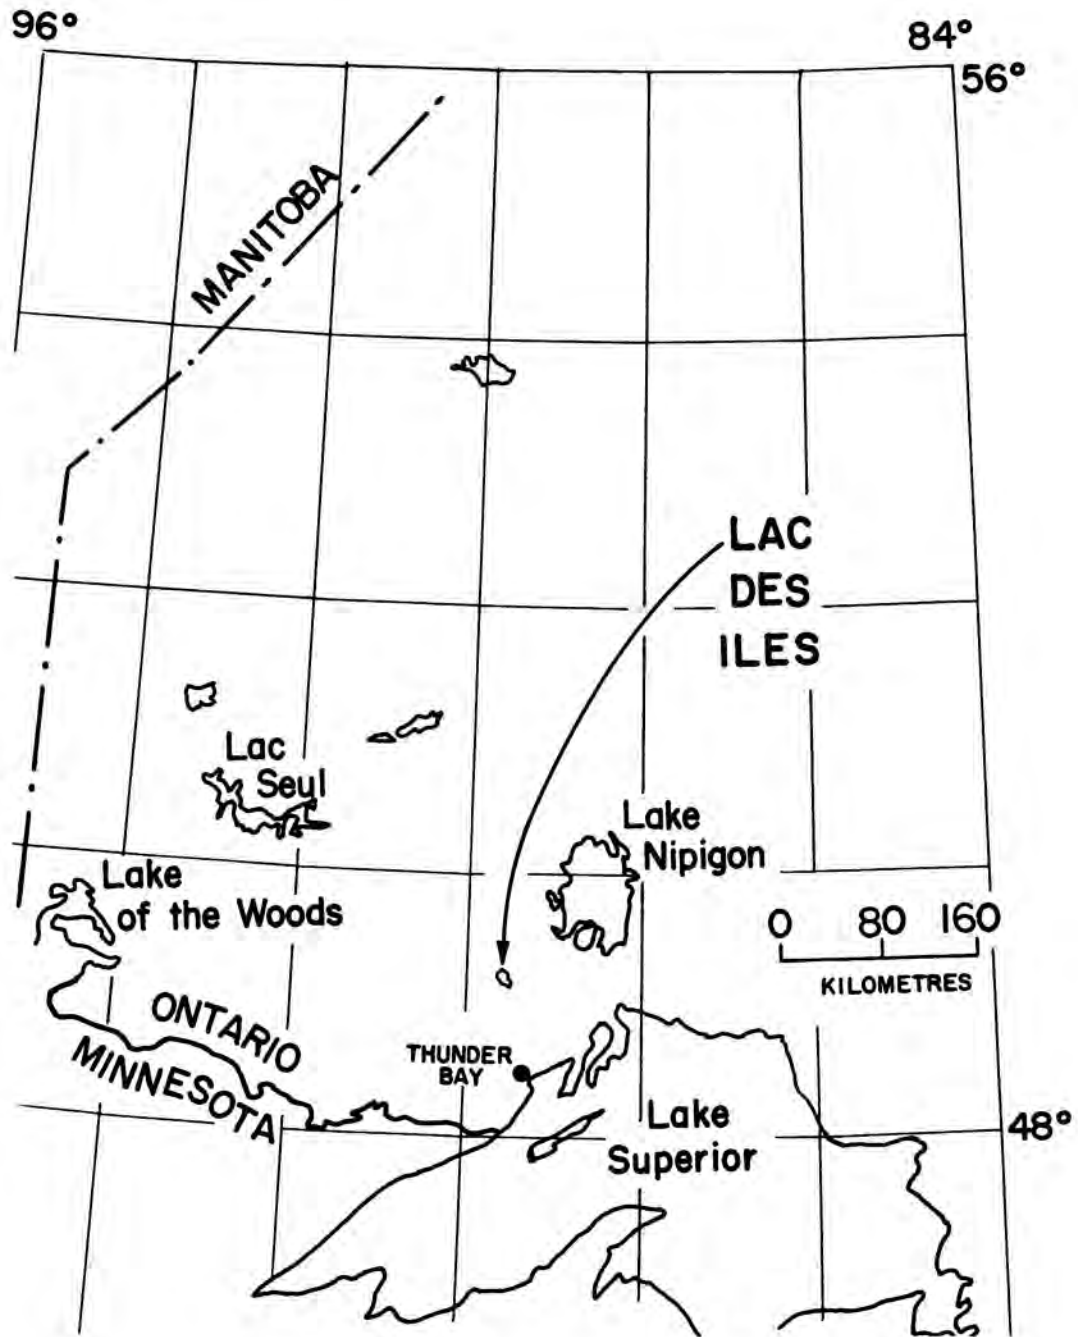 96°
84°
56°
MANITOBA
LAC
DES
ILES
Lac
Seul
Lake
Nipigon
Lake
of the Woods
0 80 160
KILOMETRES
ONTARIO
MINNESOTA
THUNDER
BAY
Lake
Superior
48°